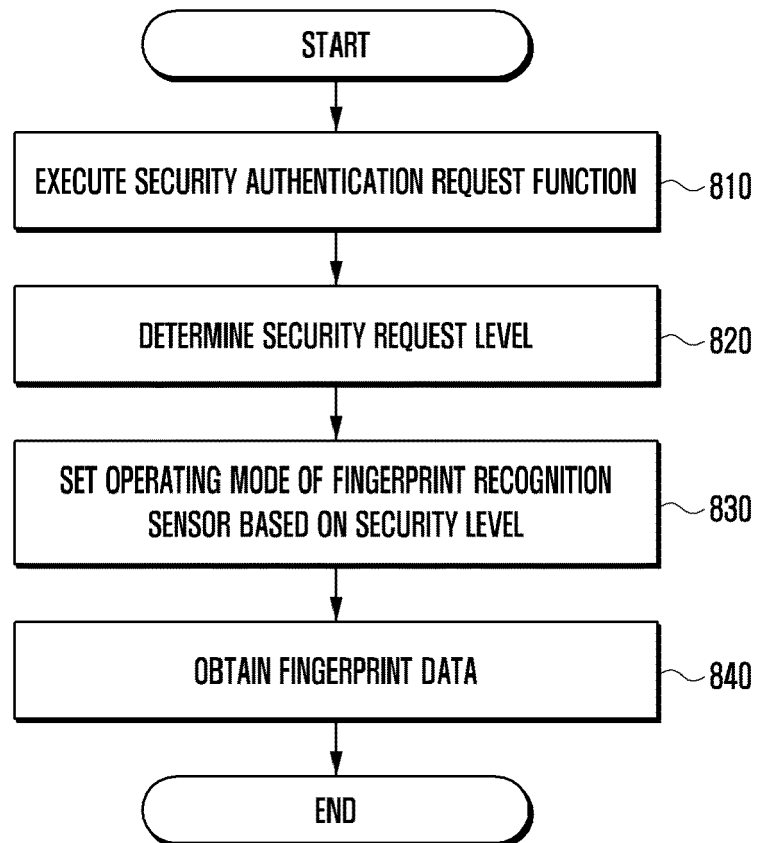 START
EXECUTE SECURITY AUTHENTICATION REQUEST FUNCTION
810
DETERMINE SECURITY REQUEST LEVEL
820
SET OPERATING MODE OF FINGERPRINT RECOGNITION
SENSOR BASED ON SECURITY LEVEL
830
OBTAIN FINGERPRINT DATA
840
END